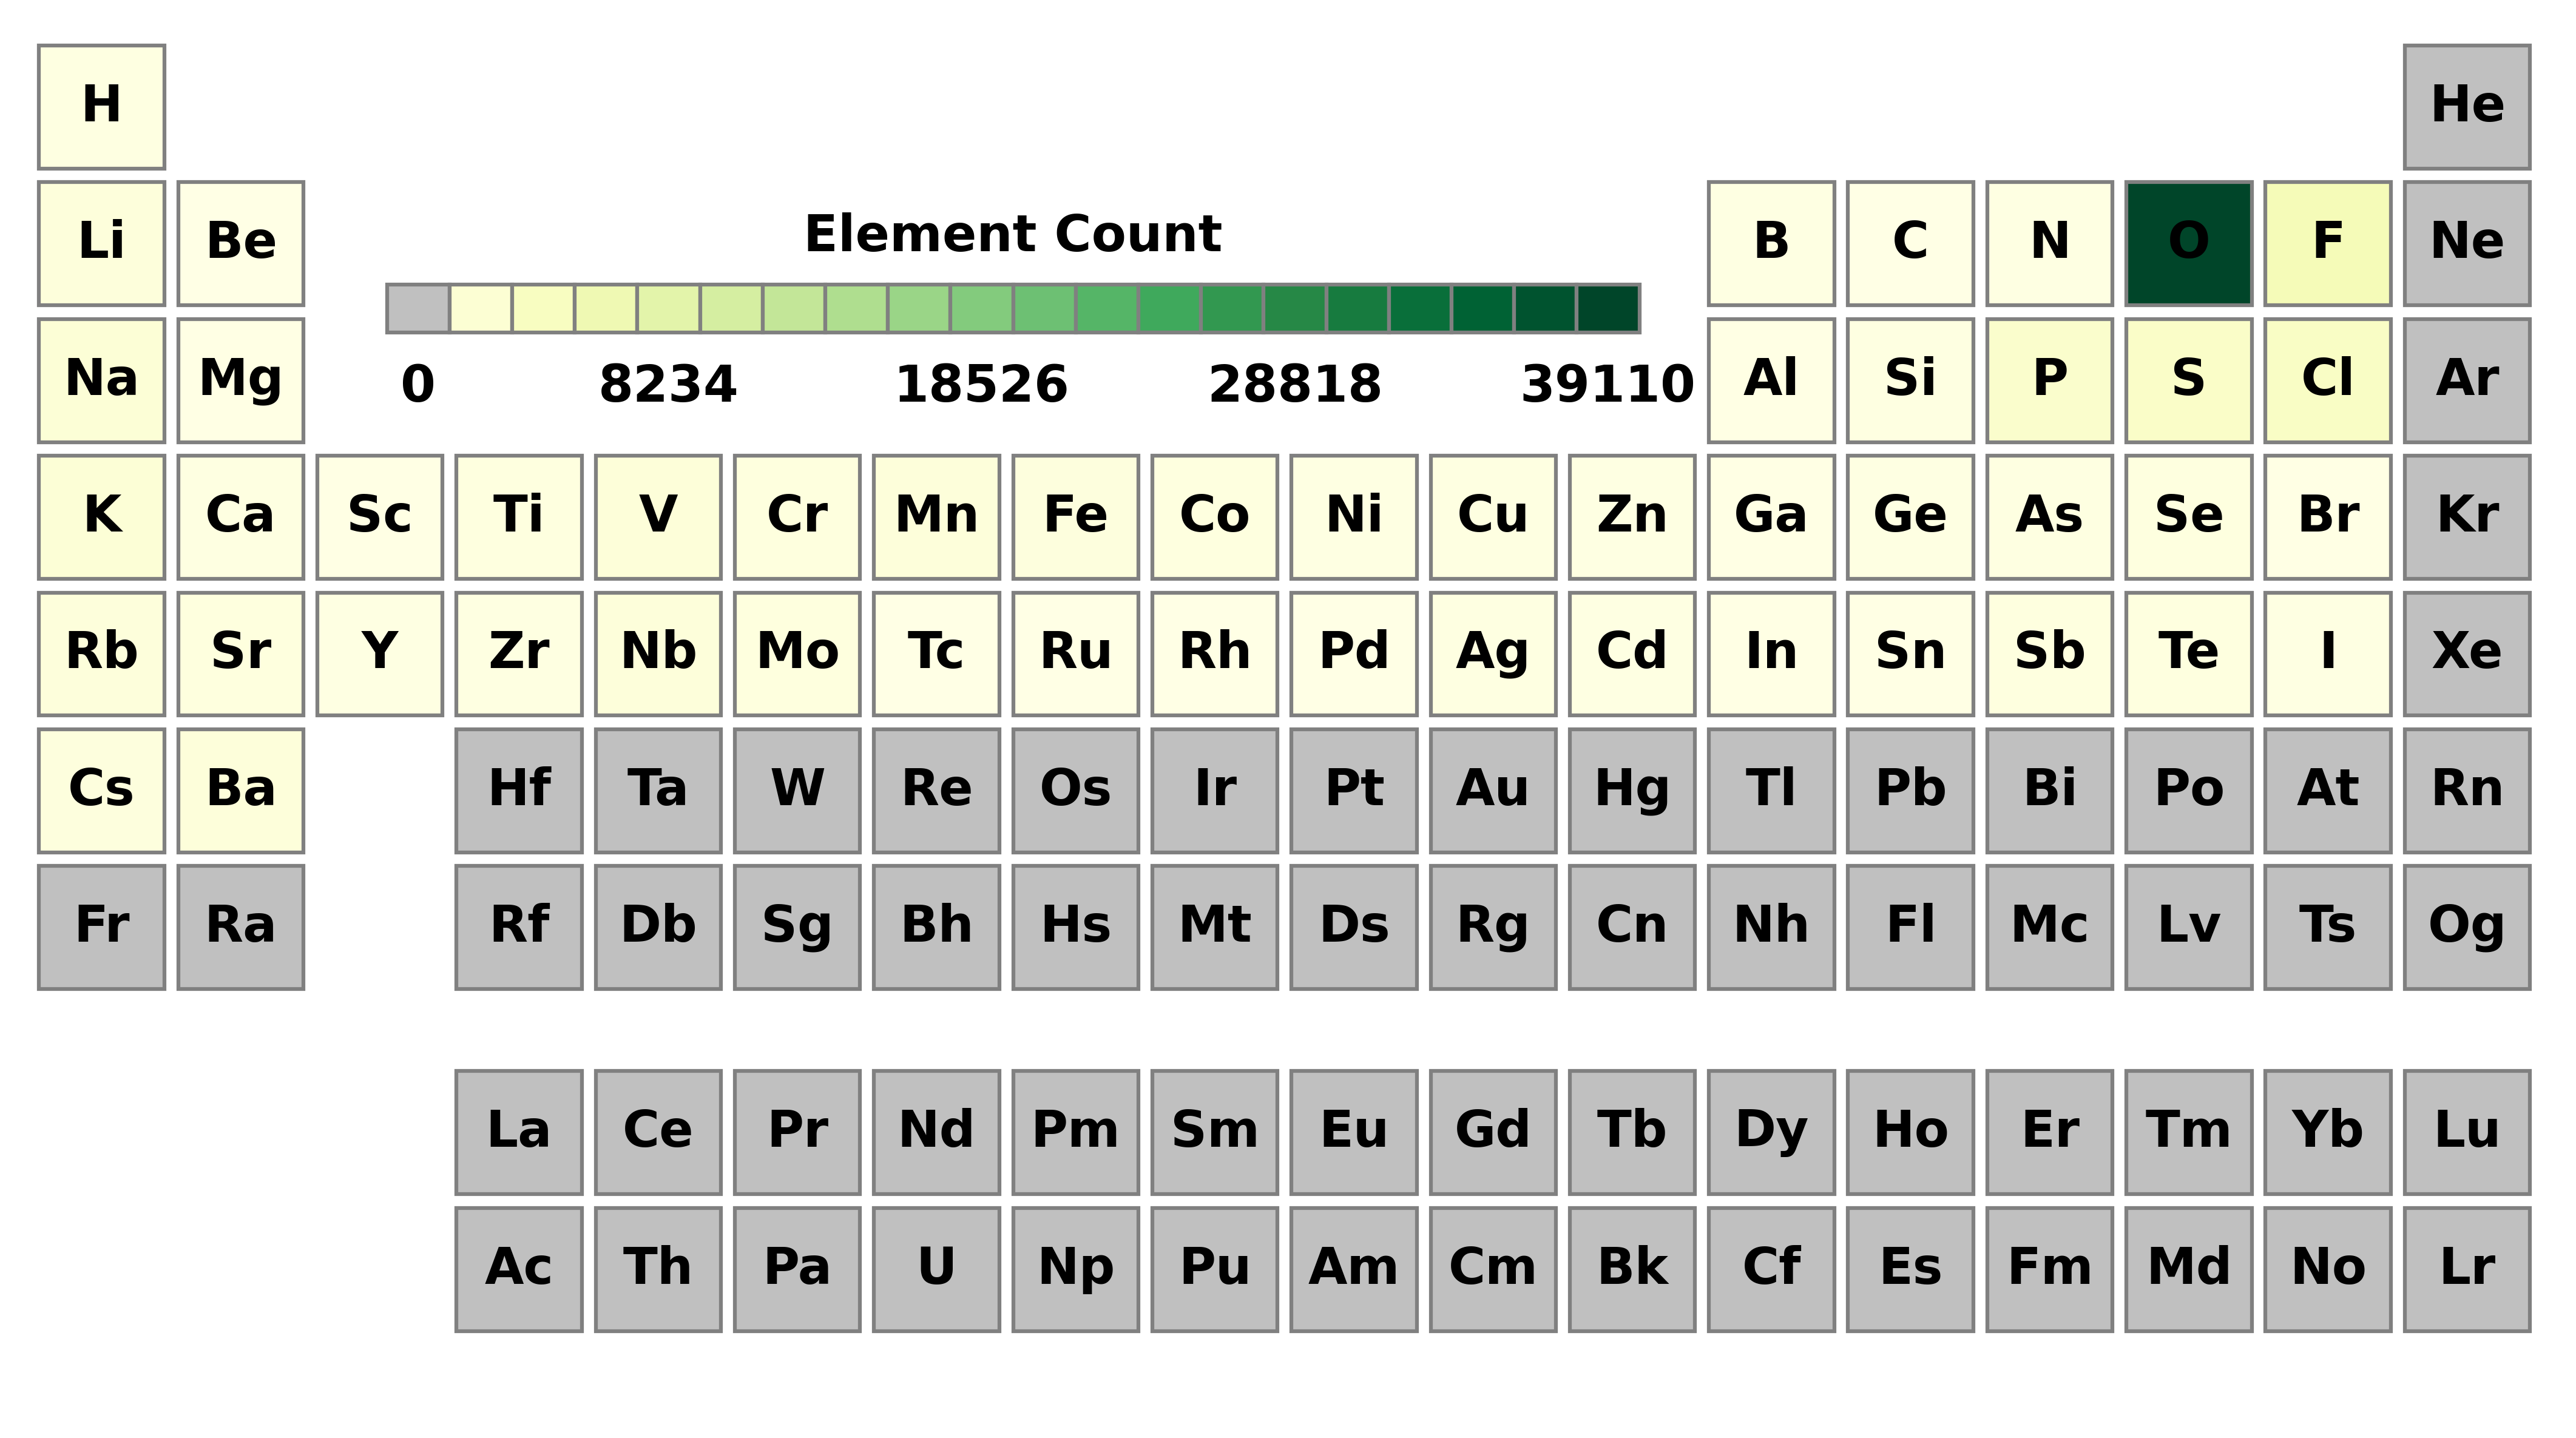 H He
Li Be B C N O F Ne
Element Count
Na Mg Al Si P S Cl Ar
0 8234 18526 28818 39110
K Ca Sc Ti V Cr Mn Fe Co Ni Cu Zn Ga Ge As Se Br Kr
Rb Sr Y Zr Nb Mo Tc Ru Rh Pd Ag Cd In Sn Sb Te I Xe
Cs Ba Hf Ta W Re Os Ir Pt Au Hg Tl Pb Bi Po At Rn
Fr Ra Rf Db Sg Bh Hs Mt Ds Rg Cn Nh Fl Mc Lv Ts Og
La Ce Pr Nd Pm Sm Eu Gd Tb Dy Ho Er Tm Yb Lu
Ac Th Pa U Np Pu Am Cm Bk Cf Es Fm Md No Lr